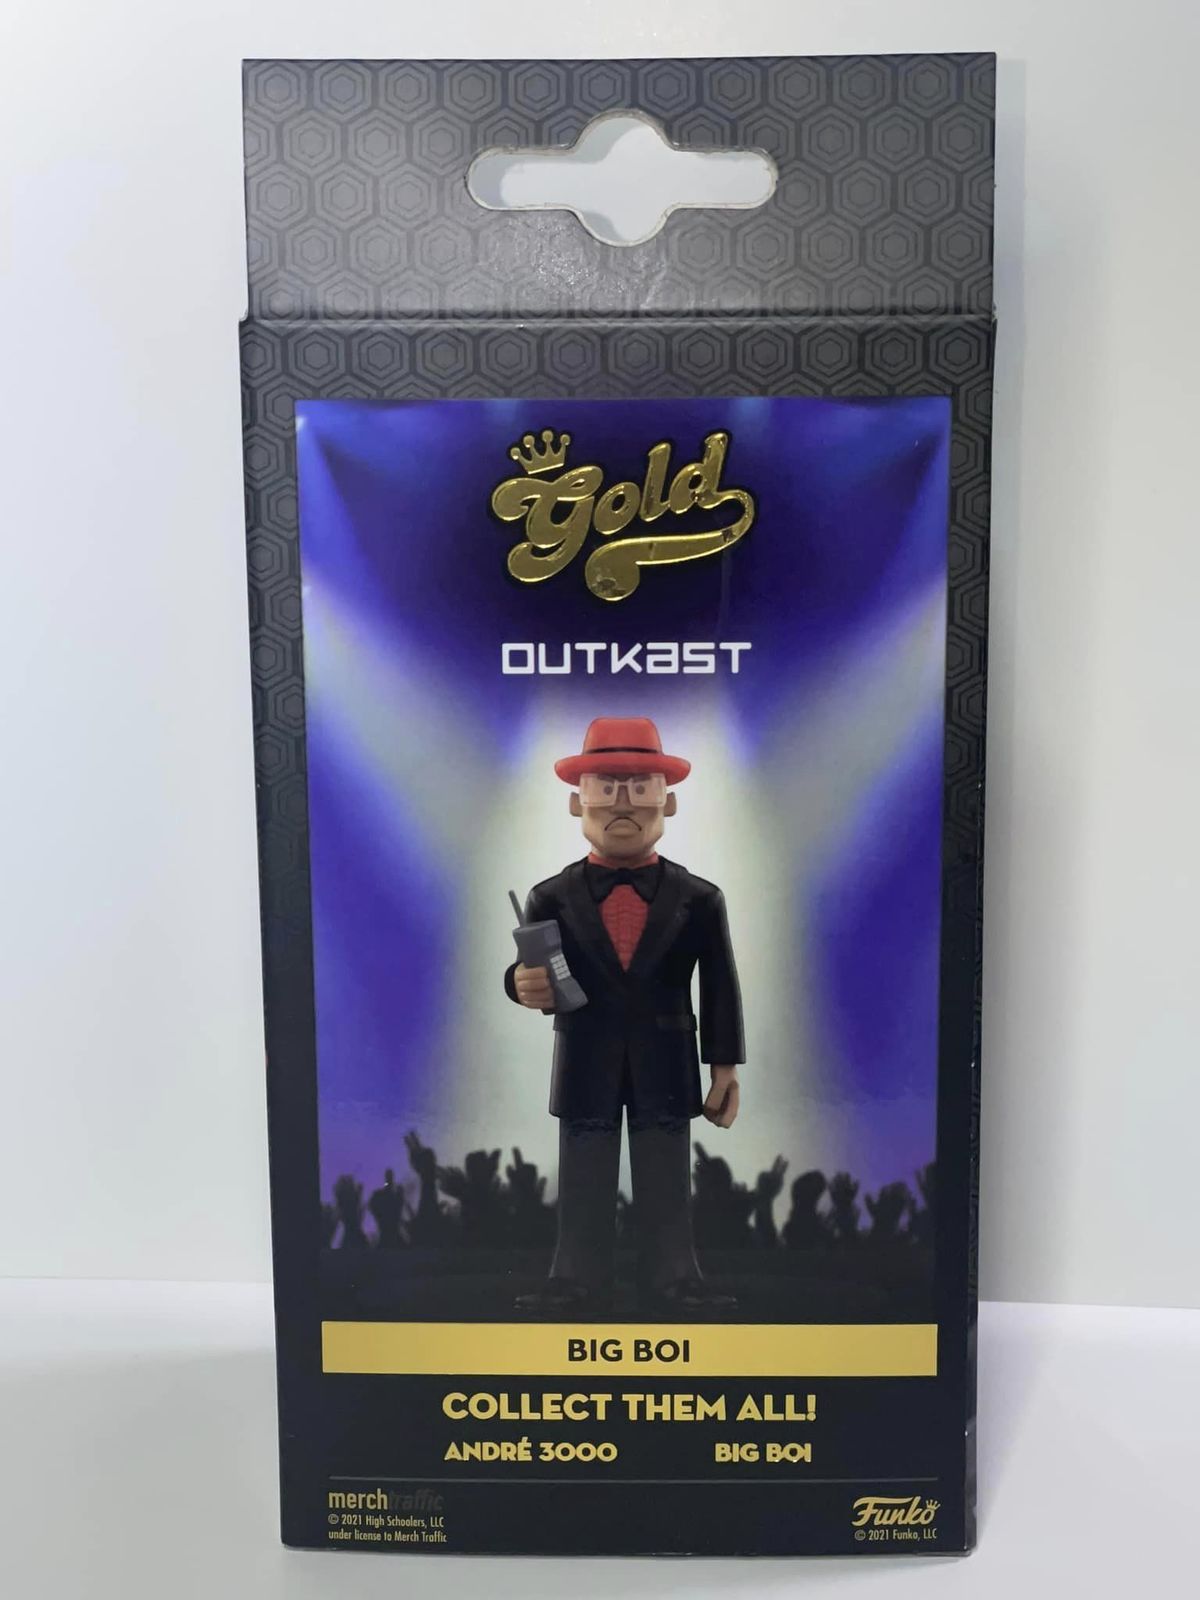 Gold
OUTKAST
BIG BOI
COLLECT THEM ALL!
ANDRÉ 3000 BIG BOI
merchtraffic
© 2021 High Schoolers, LLC
under license to Merch Traffic
Funko
© 2021 Funko, LLC